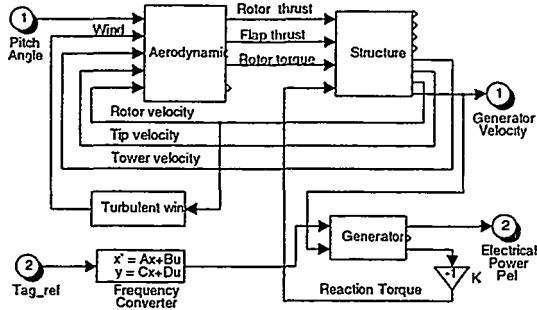 1
Pitch
Angle
Wind
Aerodynamic
Rotor thrust
Flap thrust
Rotor torque
Structure
1
Generator
Velocity
Rotor velocity
Tip velocity
Tower velocity
Turbulent win
2
Tag_ref
x' = Ax+Bu
y = Cx+Du
Frequency
Converter
Generator
2
Electrical
Power
Pel
-1
K
Reaction Torque